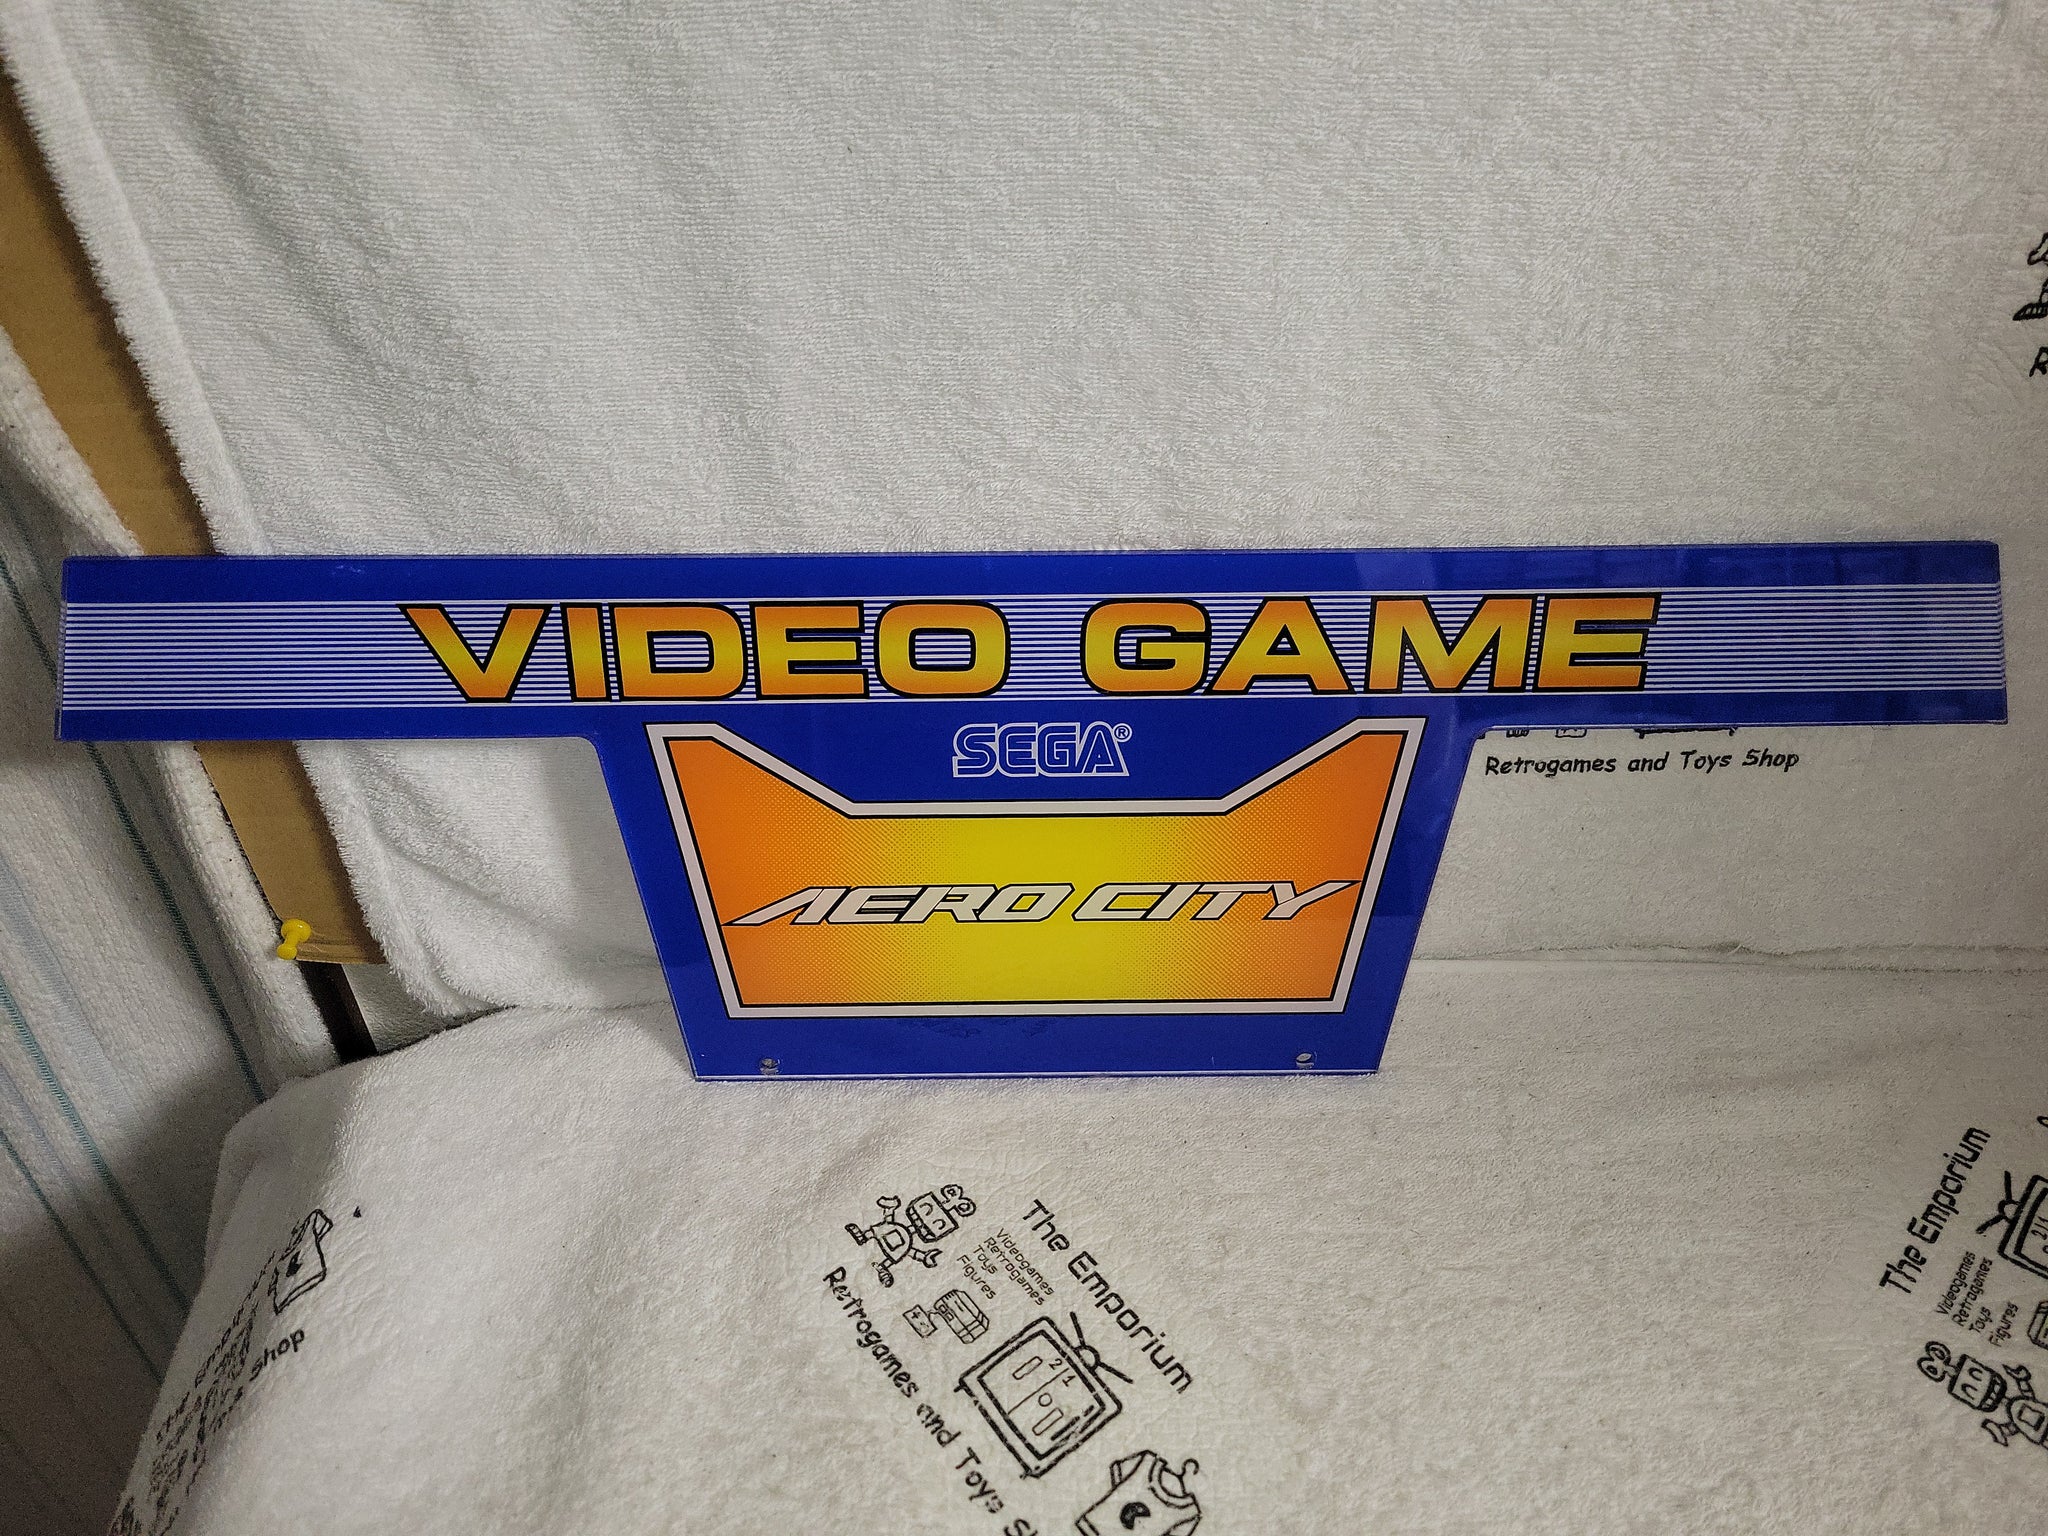 VIDEO GAME
SEGA®
AERO CITY
Retrogames and Toys Shop
The Emporium
Videogames
Retrogames
Toys
Figures
Retrogames and Toys
The Emporium
Videogames
Retrogames
Toys
Figures
Shop